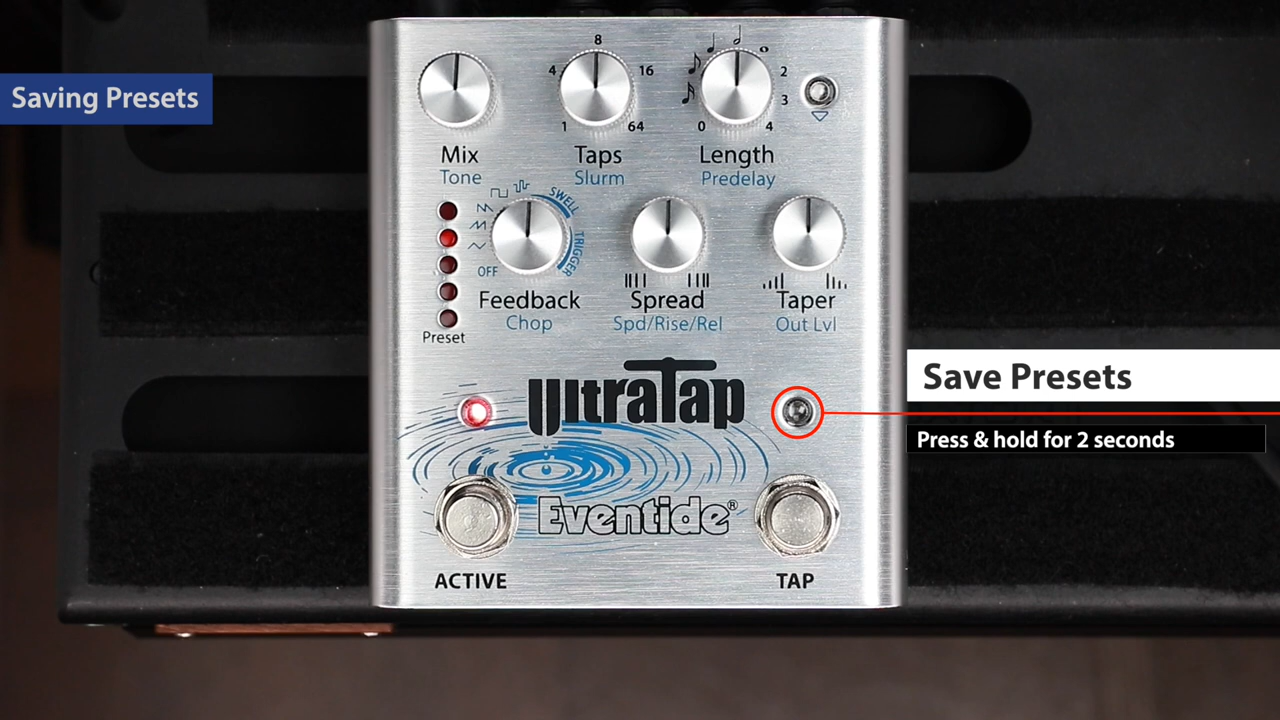 Saving Presets
8
4
16
1
64
2
3
0
4
Mix
Taps
Length
Tone
Slurm
Predelay
SWELL
TRIGGER
OFF
Feedback
Spread
Taper
Chop
Spd/Rise/Rel
Out Lvl
Preset
UltraTap
Save Presets
Press & hold for 2 seconds
Eventide®
ACTIVE
TAP